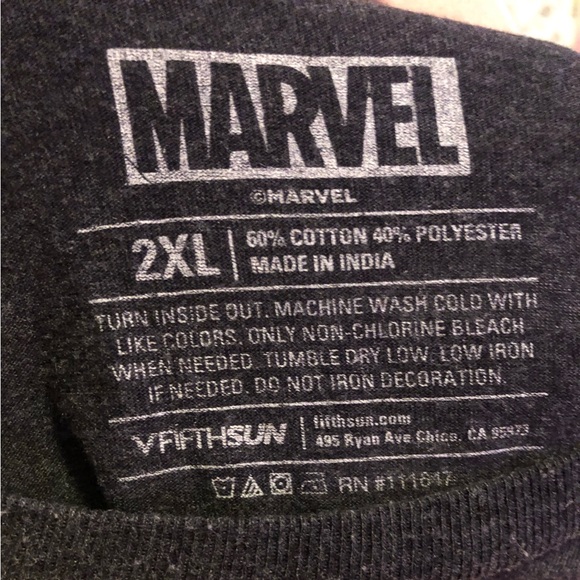 MARVEL
©MARVEL
2XL
60% COTTON 40% POLYESTER
MADE IN INDIA
TURN INSIDE OUT. MACHINE WASH COLD WITH
LIKE COLORS. ONLY NON-CHLORINE BLEACH
WHEN NEEDED. TUMBLE DRY LOW. LOW IRON
IF NEEDED. DO NOT IRON DECORATION.
FIFTHSUN
fifthsun.com
495 Ryan Ave Chico, CA 95973
RN #111647